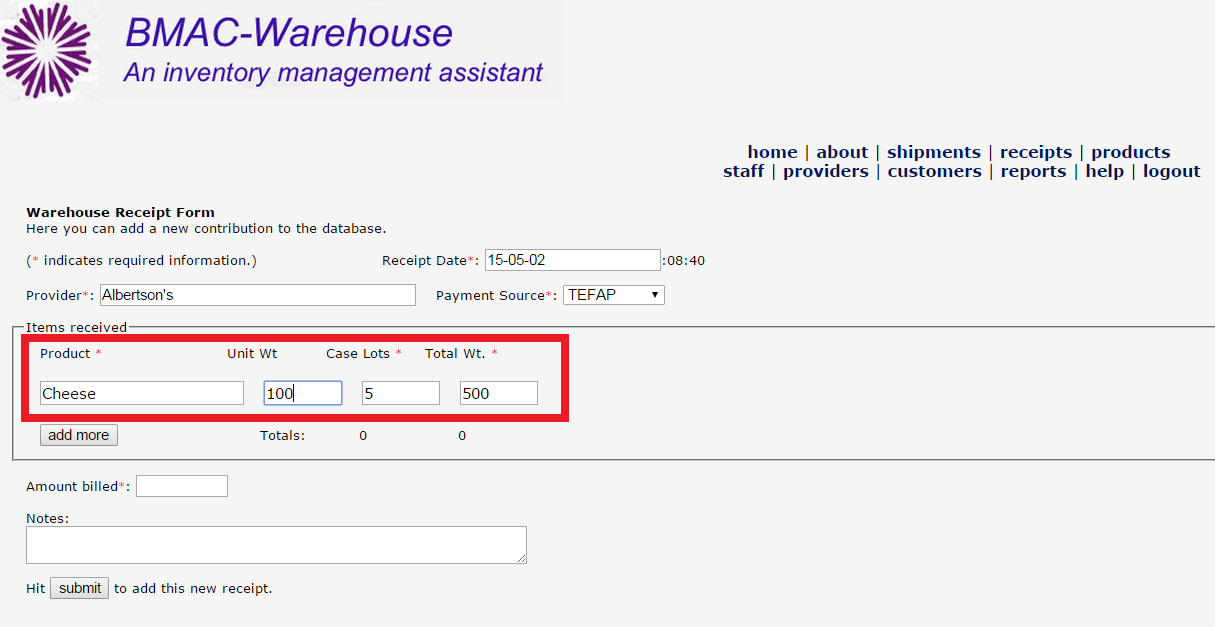 BMAC-Warehouse
An inventory management assistant
home | about | shipments | receipts | products
staff | providers | customers | reports | help | logout
Warehouse Receipt Form
Here you can add a new contribution to the database.
(* indicates required information.) Receipt Date*: 15-05-02 :08:40
Provider*: Albertson's Payment Source*: TEFAP
Items received
Product * Unit Wt Case Lots * Total Wt. *
Cheese 100 5 500
add more Totals: 0 0
Amount billed*:
Notes:
Hit submit to add this new receipt.